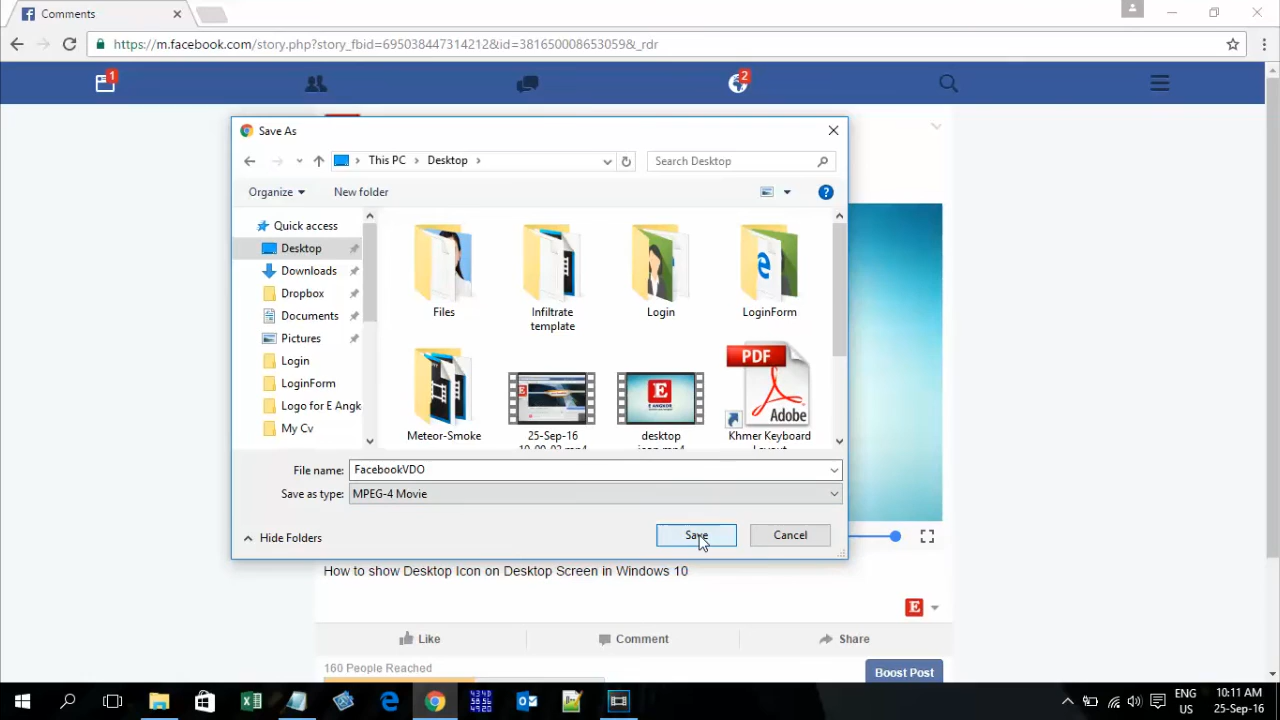 Comments
https://m.facebook.com/story.php?story_fbid=695038447314212&id=3816500086530598&_rdr
1
2
Save As
This PC > Desktop >
Search Desktop
Organize
New folder
Quick access
Desktop
Downloads
Dropbox
Documents
Pictures
Login
LoginForm
Logo for E Angk
My Cv
Files
Infiltrate
template
Login
LoginForm
Meteor-Smoke
25-Sep-16
E
E ANGKOR
desktop
PDF
Adobe
Khmer Keyboard
File name: FacebookVDO
Save as type: MPEG-4 Movie
Hide Folders
Save
Cancel
How to show Desktop Icon on Desktop Screen in Windows 10
E
Like
Comment
Share
160 People Reached
Boost Post
ENG
US
10:11 AM
25-Sep-16